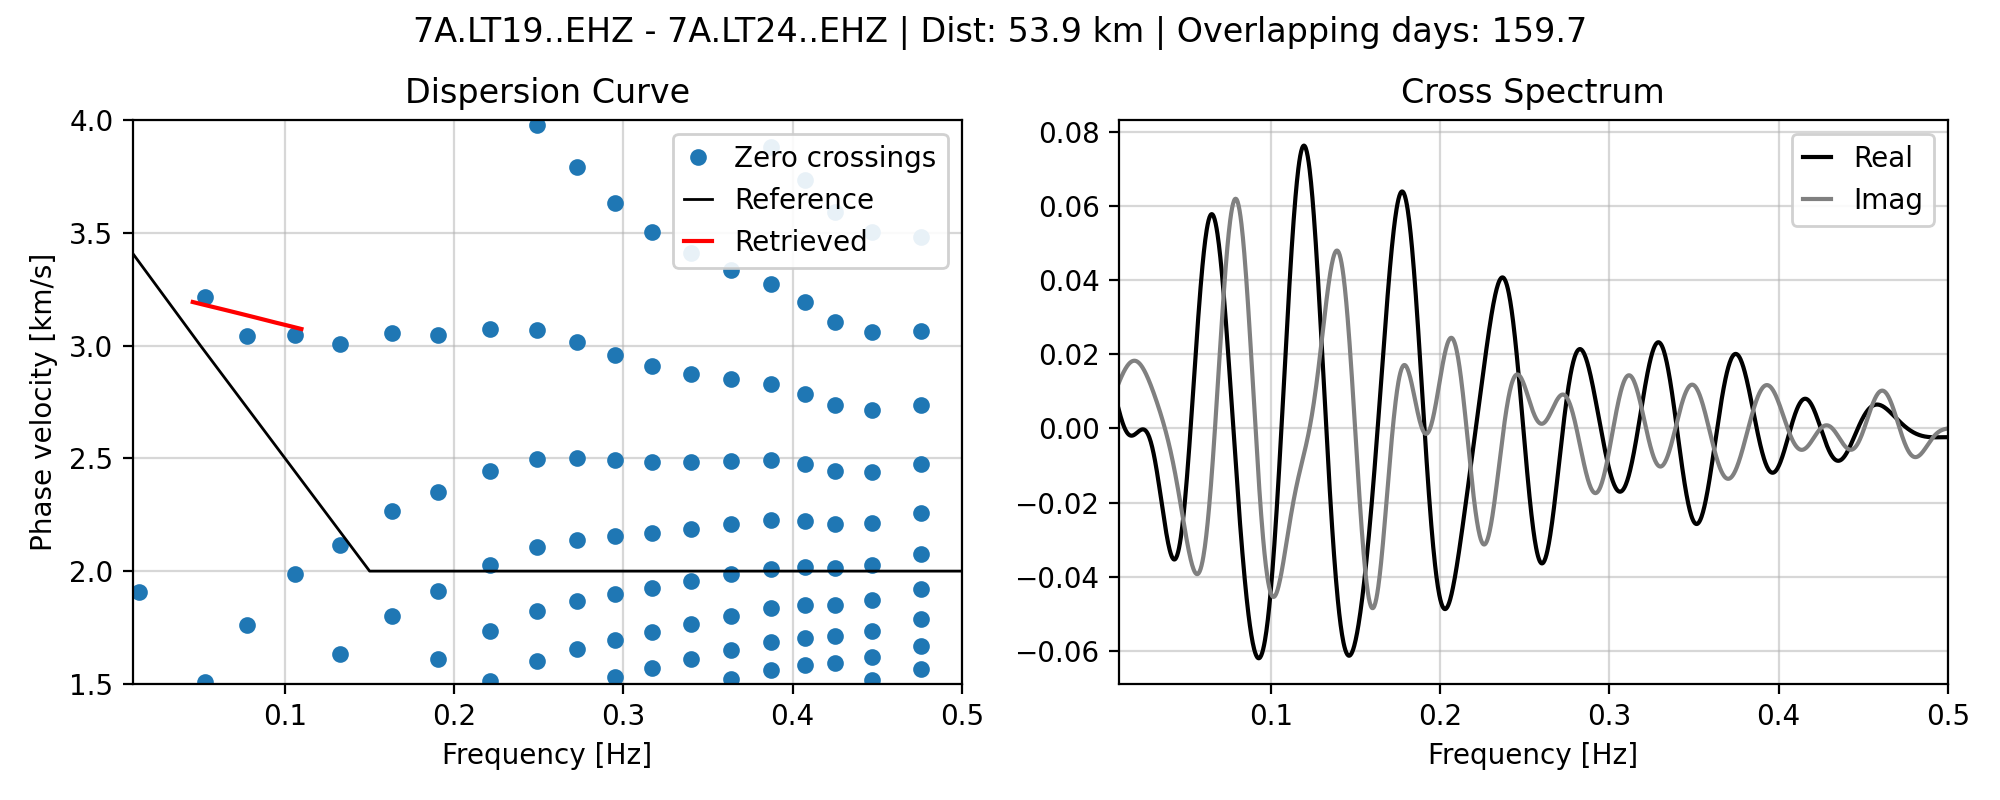 7A.LT19..EHZ - 7A.LT24..EHZ | Dist: 53.9 km | Overlapping days: 159.7
Dispersion Curve
Zero crossings
Reference
Retrieved
4.0
3.5
3.0
2.5
2.0
1.5
Phase velocity [km/s]
0.1 0.2 0.3 0.4 0.5
Frequency [Hz]
Cross Spectrum
Real
Imag
0.08
0.06
0.04
0.02
0.00
−0.02
−0.04
−0.06
0.1 0.2 0.3 0.4 0.5
Frequency [Hz]